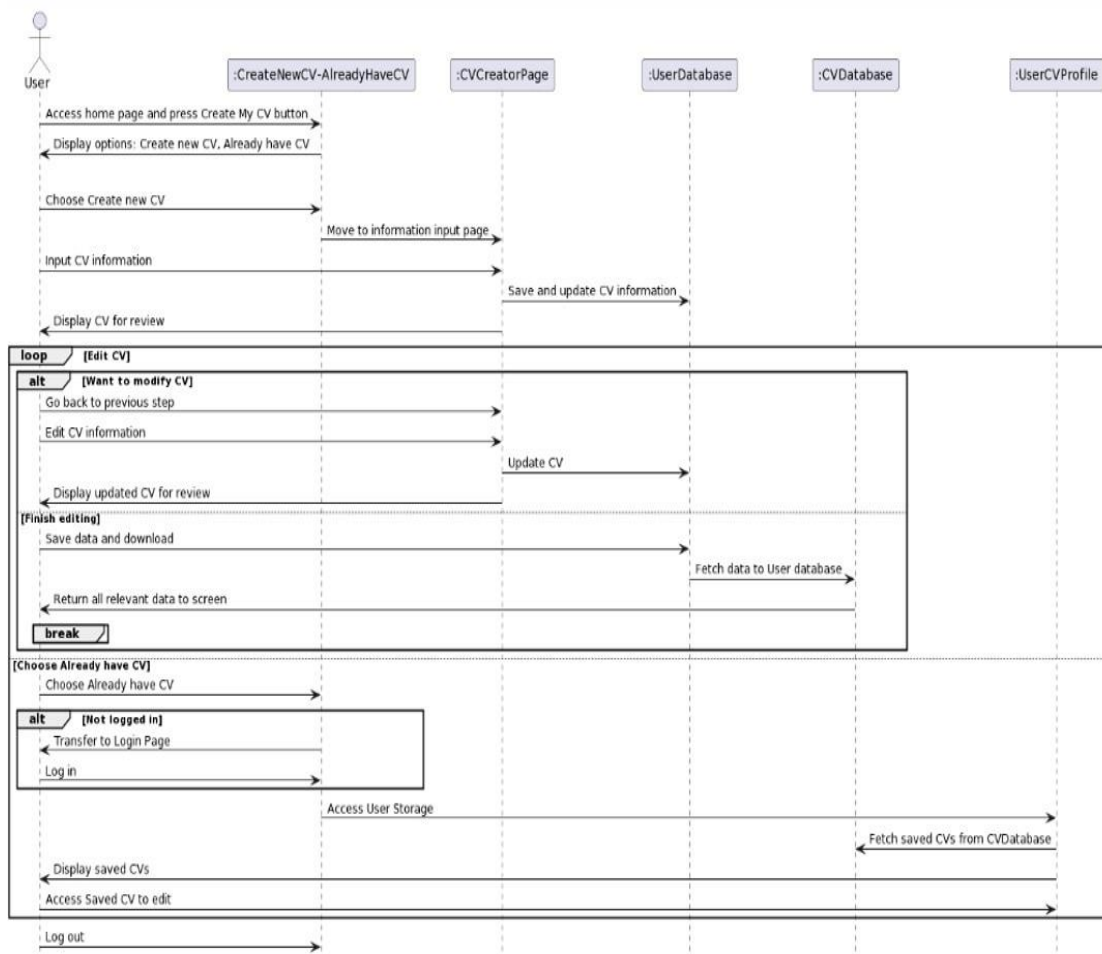 User
:CreateNewCV-AlreadyHaveCV
:CVCreatorPage
:UserDatabase
:CVDatabase
:UserCVProfile
Access home page and press Create My CV button
Display options: Create new CV, Already have CV
Choose Create new CV
Move to information input page
Input CV information
Save and update CV information
Display CV for review
loop [Edit CV]
alt [Want to modify CV]
Go back to previous step
Edit CV information
Update CV
Display updated CV for review
[Finish editing]
Save data and download
Fetch data to User database
Return all relevant data to screen
break
[Choose Already have CV]
Choose Already have CV
alt [Not logged in]
Transfer to Login Page
Log in
Access User Storage
Fetch saved CVs from CVDatabase
Display saved CVs
Access Saved CV to edit
Log out